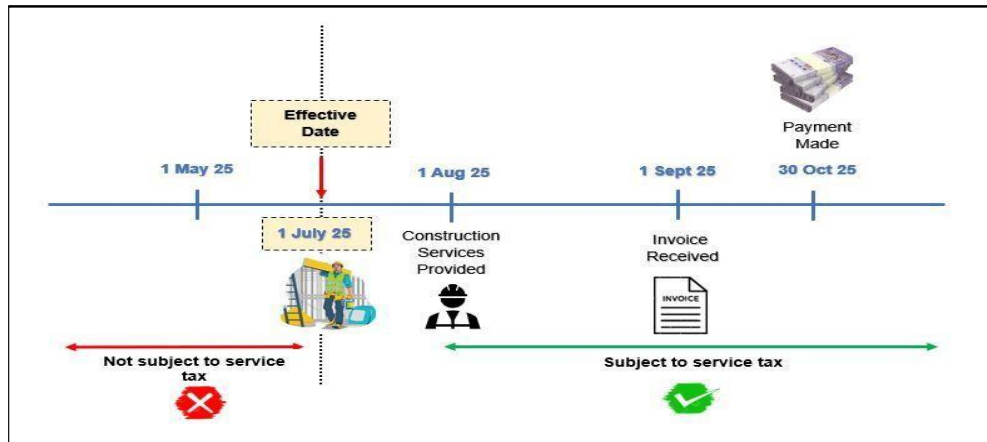 Effective
Date
Payment
Made
1 May 25
1 Aug 25
1 Sept 25
30 Oct 25
1 July 25
Construction
Services
Provided
Invoice
Received
INVOICE
Not subject to service
tax
Subject to service tax